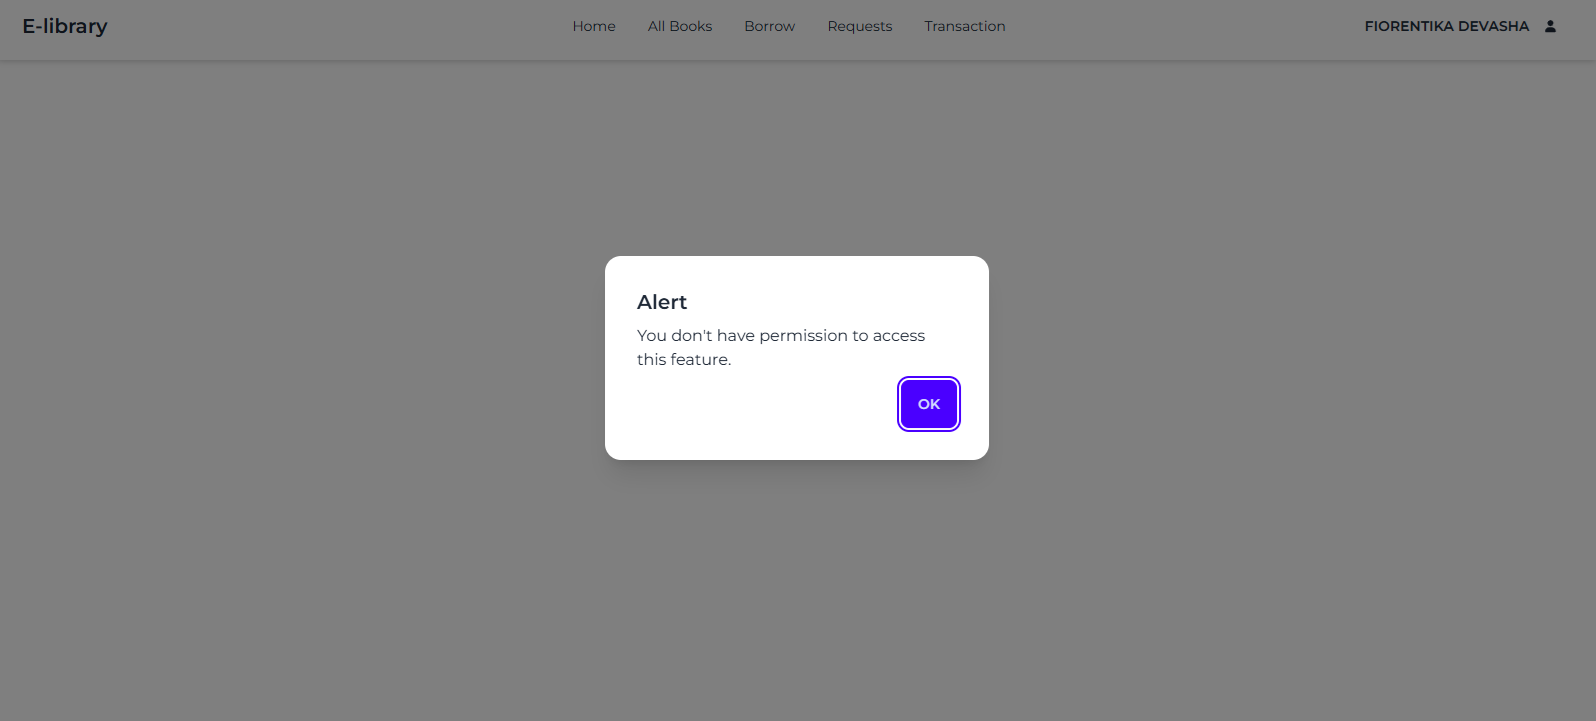 E-library
Home
All Books
Borrow
Requests
Transaction
FIORENTIKA DEVASHA
Alert
You don't have permission to access
this feature.
OK